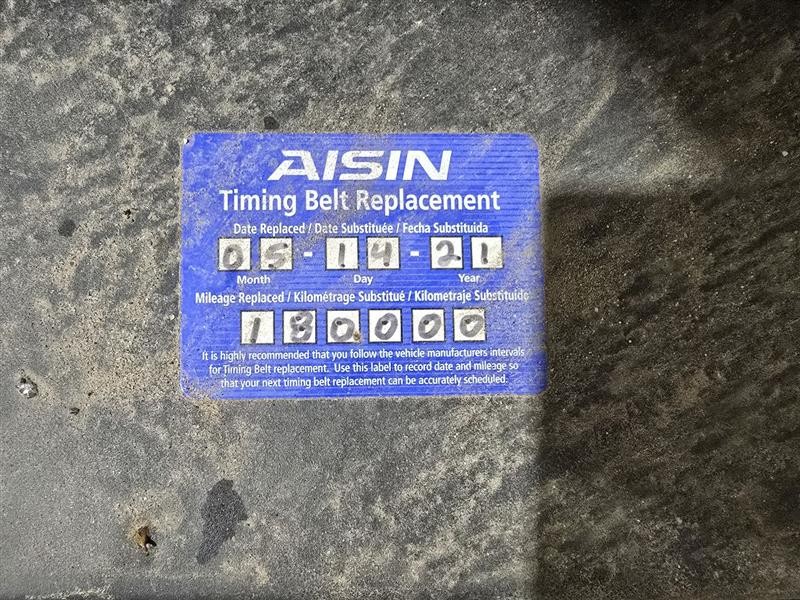 AISIN
Timing Belt Replacement
Date Replaced / Date Substituée / Fecha Substituida
05-14-21
Month Day Year
Mileage Replaced / Kilométrage Substitué / Kilometraje Substituido
180000
It is highly recommended that you follow the vehicle manufacturers intervals
for Timing Belt replacement. Use this label to record date and mileage so
that your next timing belt replacement can be accurately scheduled.